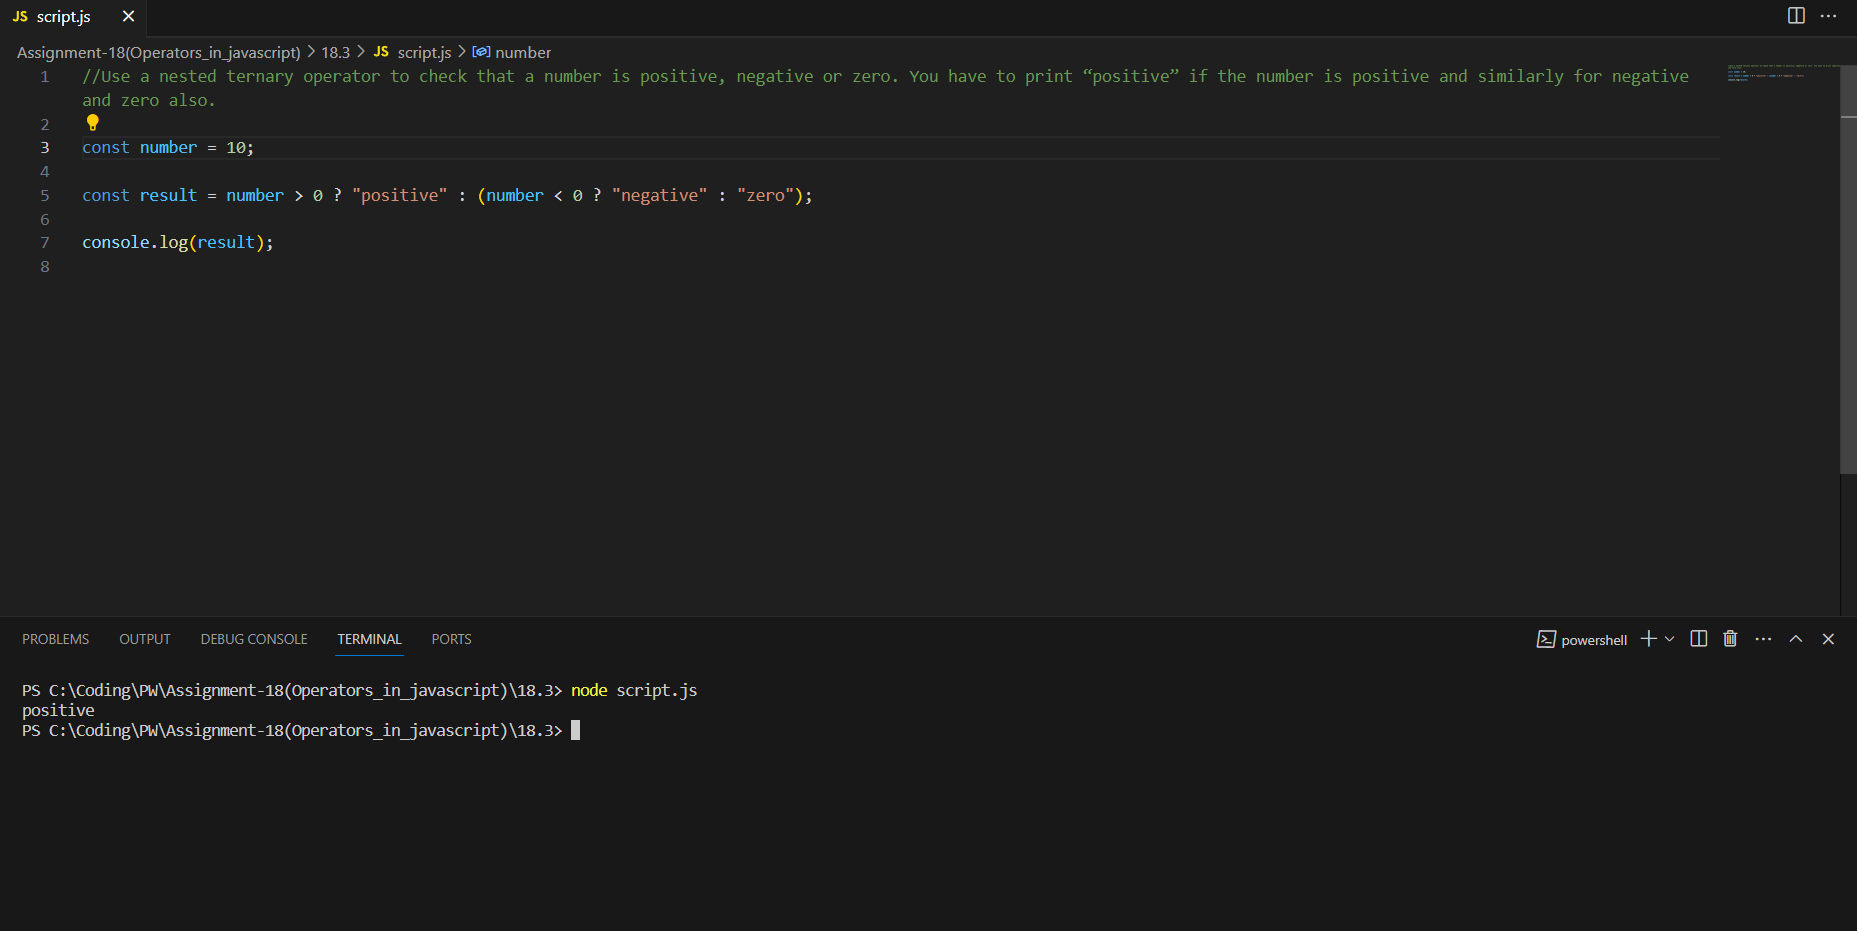 JS script.js
Assignment-18(Operators_in_javascript) > 18.3 > JS script.js > number
1 //Use a nested ternary operator to check that a number is positive, negative or zero. You have to print “positive” if the number is positive and similarly for negative
and zero also.
2
3 const number = 10;
4
5 const result = number > 0 ? "positive" : (number < 0 ? "negative" : "zero");
6
7 console.log(result);
8
PROBLEMS OUTPUT DEBUG CONSOLE TERMINAL PORTS powershell
PS C:\Coding\PW\Assignment-18(Operators_in_javascript)\18.3> node script.js
positive
PS C:\Coding\PW\Assignment-18(Operators_in_javascript)\18.3>